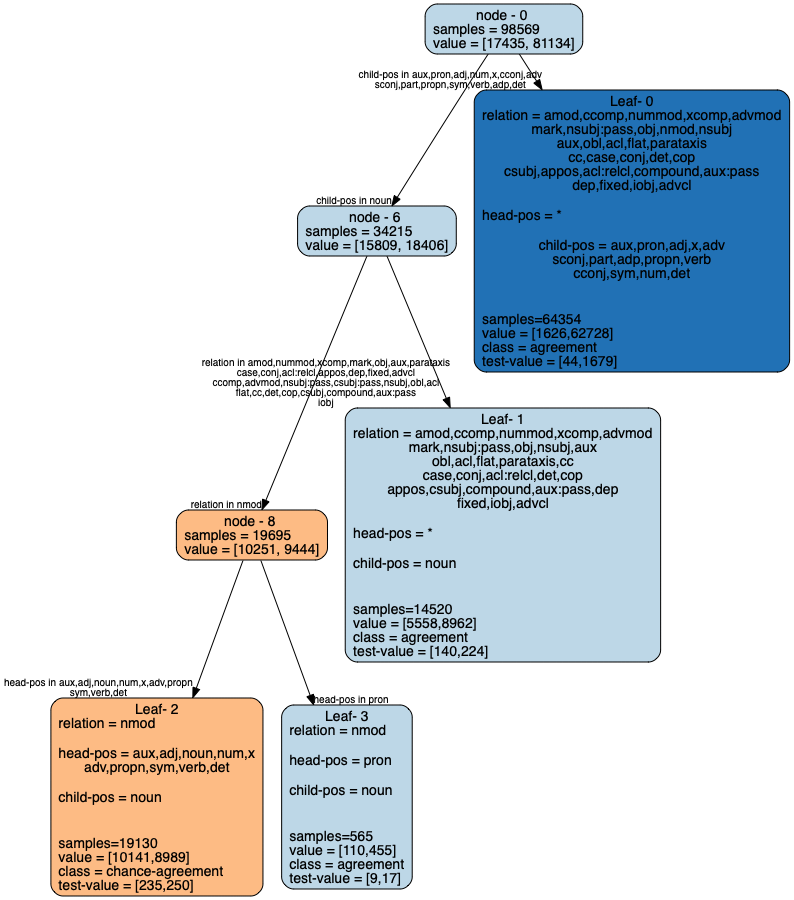 node - 0
samples = 98569
value = [17435, 81134]
child-pos in aux,pron,adj,num,x,cconj,adv
sconj,part,propn,sym,verb,adp,det
Leaf- 0
relation = amod,ccomp,nummod,xcomp,advmod
mark,nsubj:pass,obj,nmod,nsubj
aux,obl,acl,flat,parataxis
cc,case,conj,det,cop
csubj,appos,acl:relcl,compound,aux:pass
dep,fixed,iobj,advcl
head-pos = *
child-pos = aux,pron,adj,x,adv
sconj,part,adp,propn,verb
cconj,sym,num,det
samples=64354
value = [1626,62728]
class = agreement
test-value = [44,1679]
child-pos in noun
node - 6
samples = 34215
value = [15809, 18406]
relation in amod,nummod,xcomp,mark,obj,aux,parataxis
case,conj,acl:relcl,appos,dep,fixed,advcl
ccomp,advmod,nsubj:pass,csubj:pass,nsubj,obl,acl
flat,cc,det,cop,csubj,compound,aux:pass
iobj
Leaf- 1
relation = amod,ccomp,nummod,xcomp,advmod
mark,nsubj:pass,obj,nsubj,aux
obl,acl,flat,parataxis,cc
case,conj,acl:relcl,det,cop
appos,csubj,compound,aux:pass,dep
fixed,iobj,advcl
head-pos = *
child-pos = noun
samples=14520
value = [5558,8962]
class = agreement
test-value = [140,224]
relation in nmod
node - 8
samples = 19695
value = [10251, 9444]
head-pos in aux,adj,noun,num,x,adv,propn
sym,verb,det
Leaf- 2
relation = nmod
head-pos = aux,adj,noun,num,x
adv,propn,sym,verb,det
child-pos = noun
samples=19130
value = [10141,8989]
class = chance-agreement
test-value = [235,250]
head-pos in pron
Leaf- 3
relation = nmod
head-pos = pron
child-pos = noun
samples=565
value = [110,455]
class = agreement
test-value = [9,17]